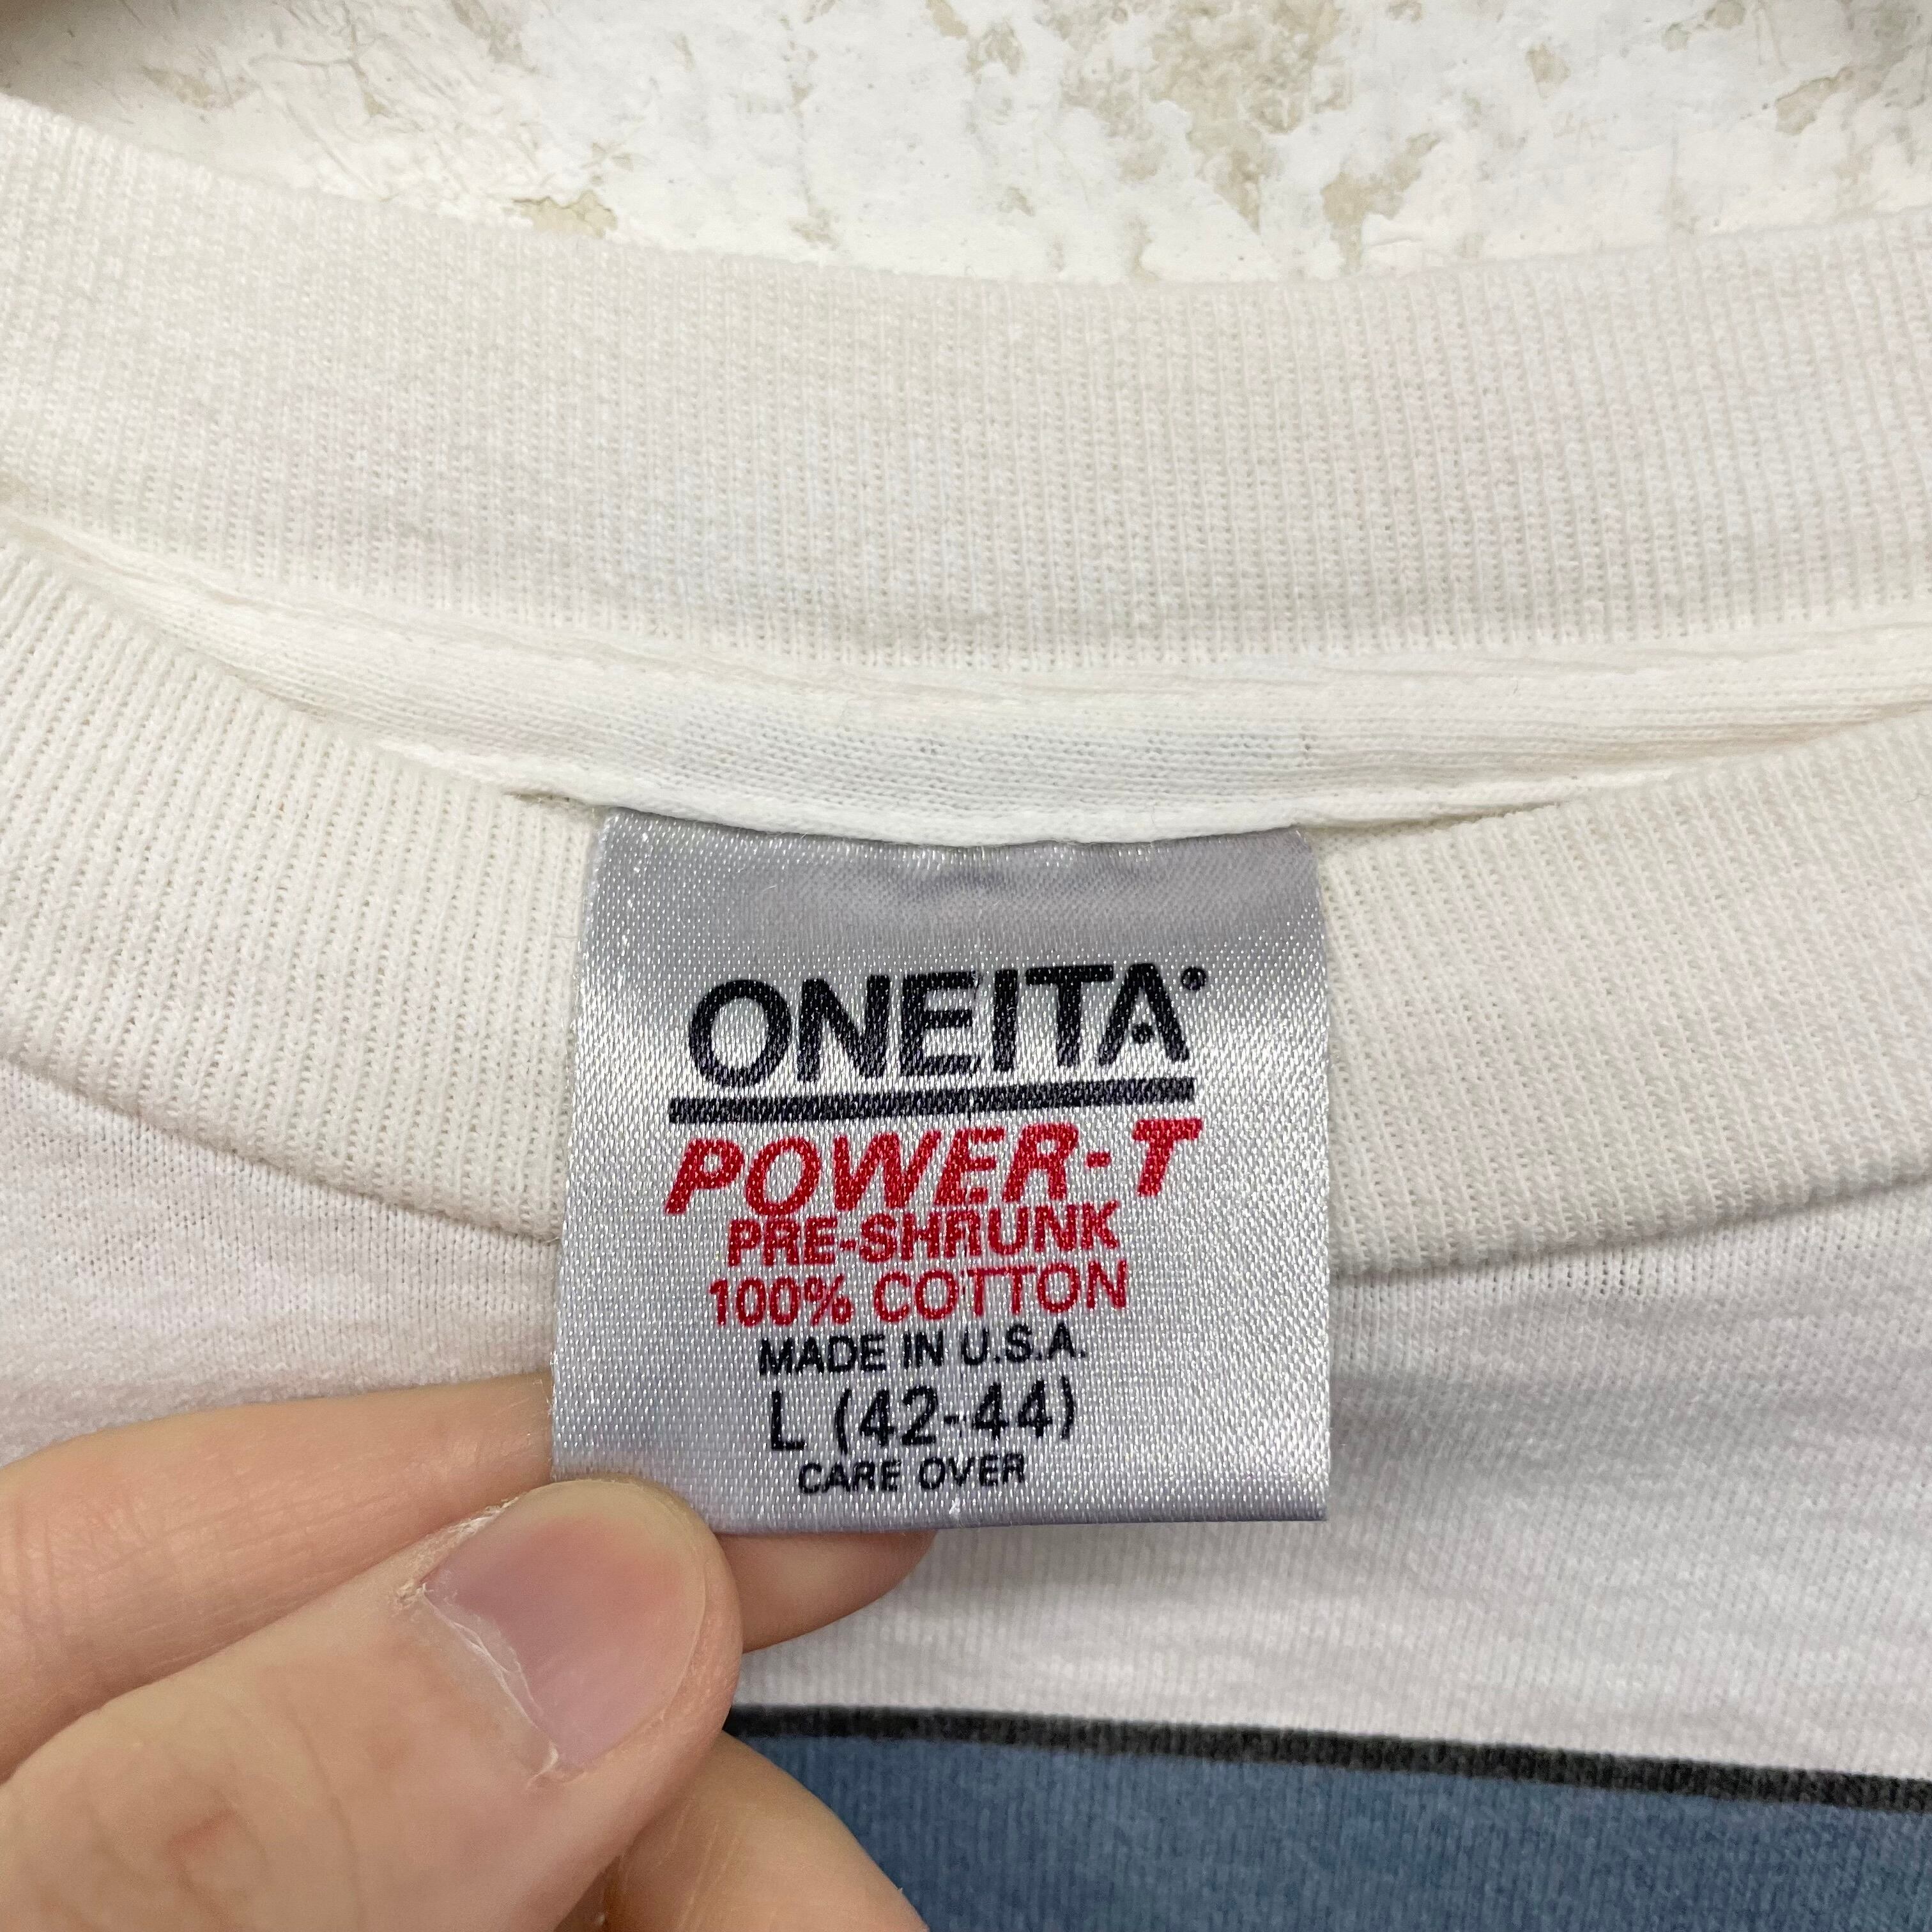 ONEITA®
POWER-T
PRE-SHRUNK
100% COTTON
MADE IN U.S.A.
L (42-44)
CARE OVER